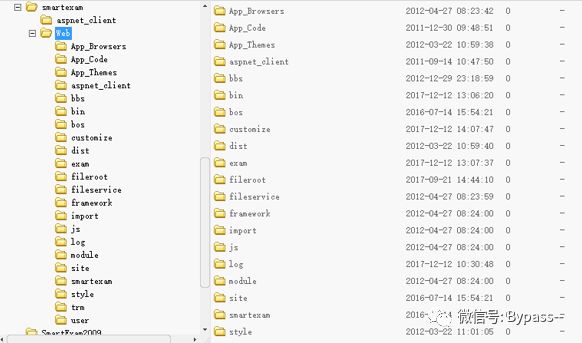 smartexam
aspnet_client
Web
App_Browsers
App_Code
App_Themes
aspnet_client
bbs
bin
bos
customize
dist
exam
fileroot
fileservice
framework
import
js
log
module
site
smartexam
style
trm
user
SmartExam2009
App_Browsers 2012-04-27 08:23:42 0 -
App_Code 2011-12-30 09:48:51 0 -
App_Themes 2012-03-22 10:59:38 0 -
aspnet_client 2011-09-14 10:47:50 0 -
bbs 2012-12-29 23:18:59 0 -
bin 2017-12-12 13:06:20 0 -
bos 2016-07-14 15:54:21 0 -
customize 2017-12-12 14:07:47 0 -
dist 2012-03-22 10:59:40 0 -
exam 2017-12-12 13:07:37 0 -
fileroot 2017-09-21 14:44:10 0 -
fileservice 2012-04-27 08:23:59 0 -
framework 2012-04-27 08:24:00 0 -
import 2012-04-27 08:24:00 0 -
js 2012-04-27 08:24:00 0 -
log 2017-12-12 10:30:48 0 -
module 2012-04-27 08:24:00 0 -
site 2016-07-14 15:54:21 0 -
smartexam 2016-
微信号: Bypass--
style 2012-03-22 11:01:05 0 -